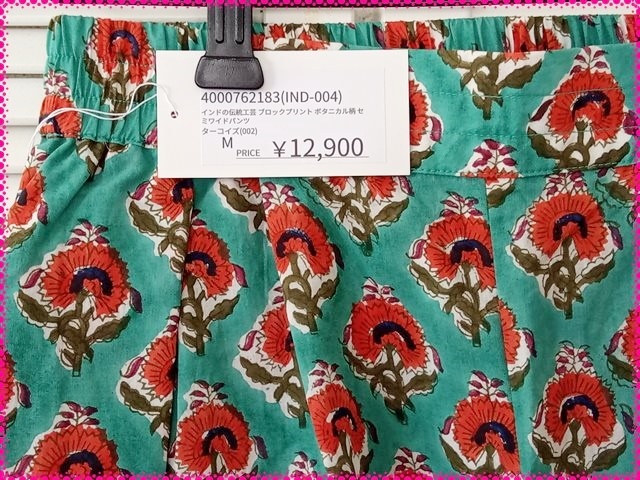 4000762183(IND-004)
インドの伝統工芸 ブロックプリント ボタニカル柄 セ
ミワイドパンツ
ターコイズ(002)
M PRICE ￥12,900